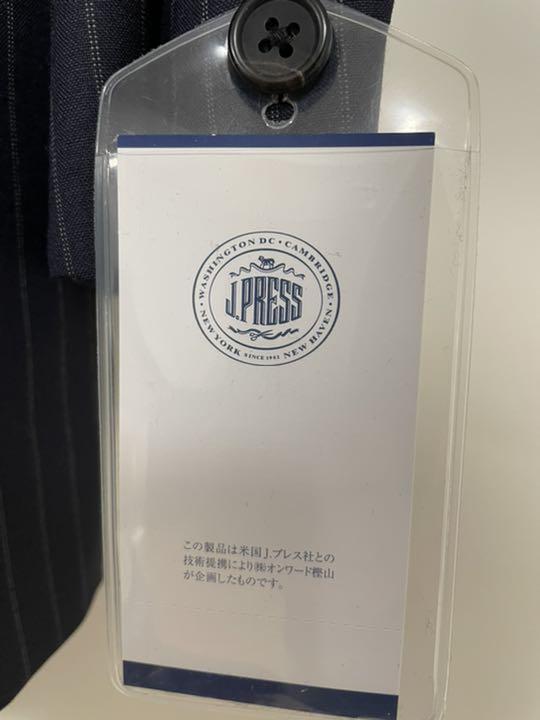 WASHINGTON DC・CAMBRIDGE・
J.PRESS
NEW YORK SINCE 1902 NEW HAVEN
この製品は米国J.プレス社との
技術提携により㈱オンワード樫山
が企画したものです。